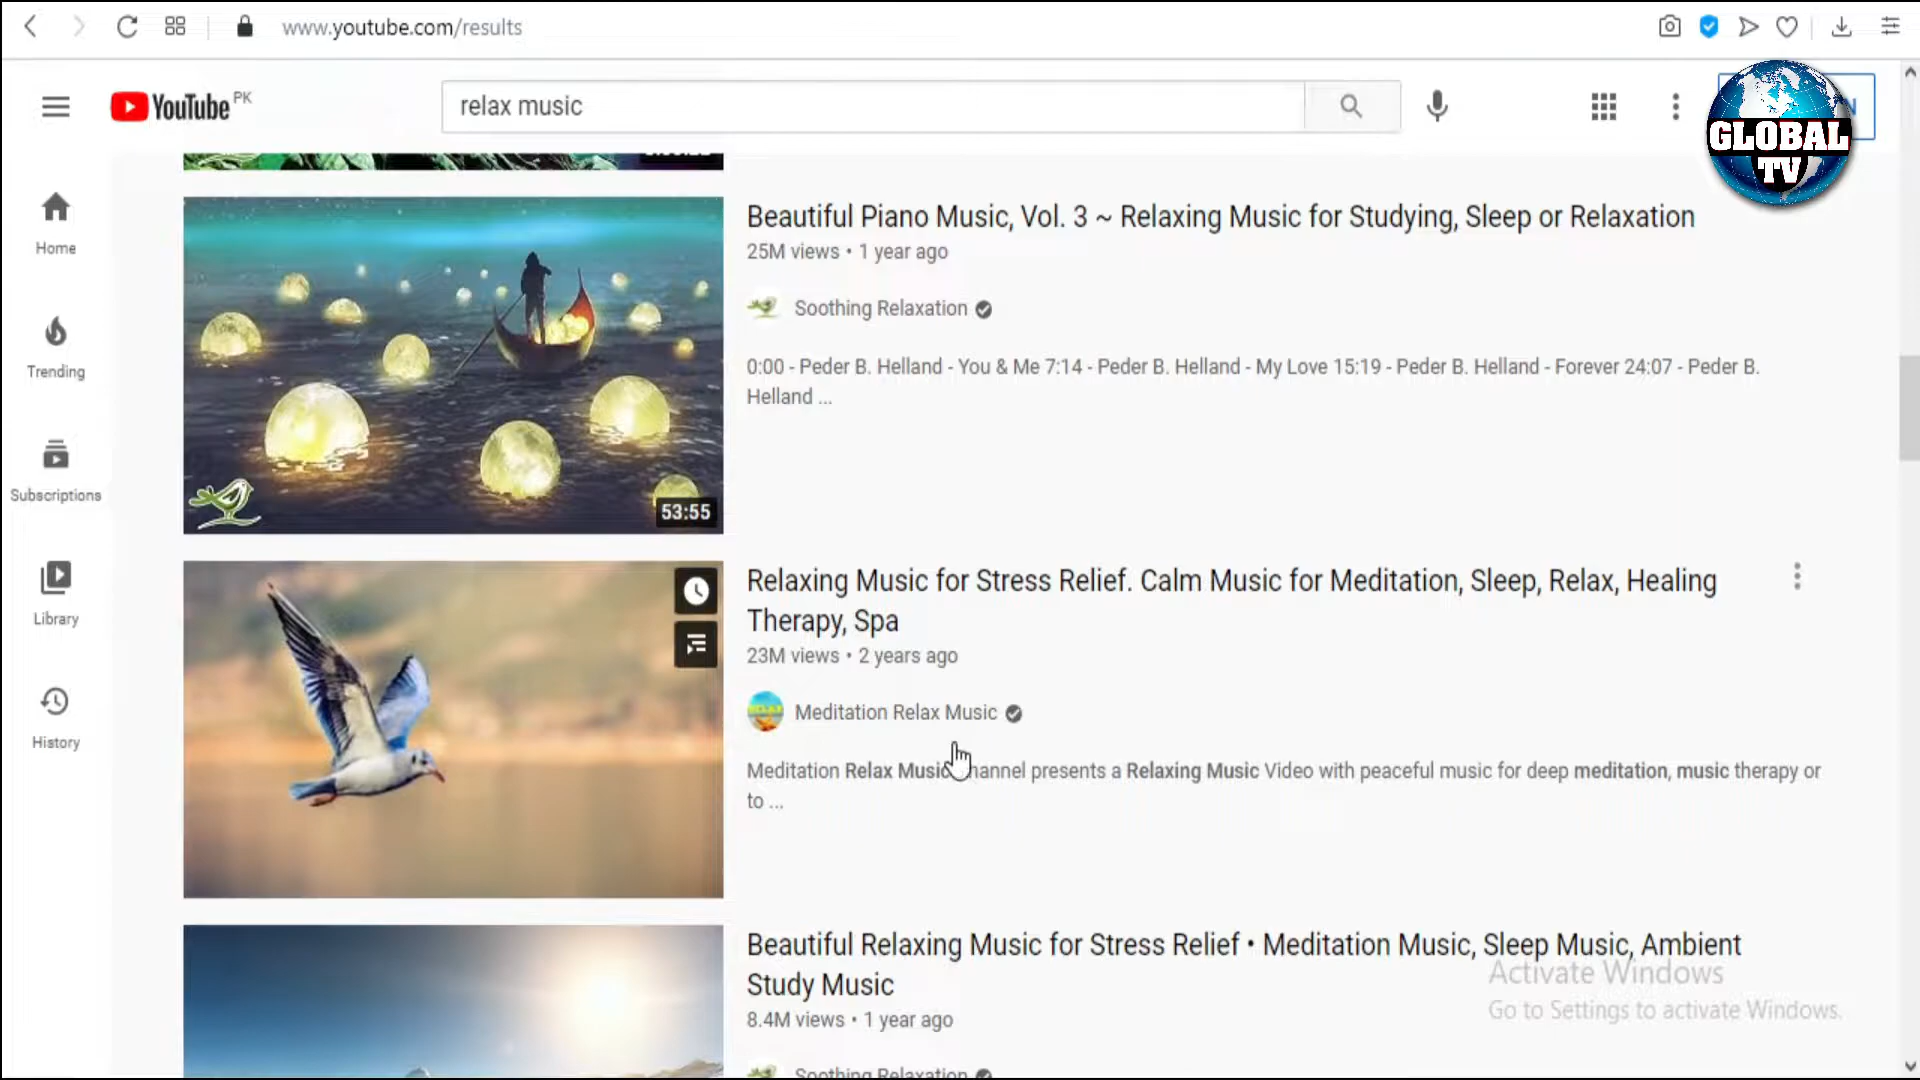 www.youtube.com/results
YouTube PK
relax music
GLOBAL
TV
N
Home
Trending
Subscriptions
Library
History
Beautiful Piano Music, Vol. 3 ~ Relaxing Music for Studying, Sleep or Relaxation
25M views • 1 year ago
Soothing Relaxation
0:00 - Peder B. Helland - You & Me 7:14 - Peder B. Helland - My Love 15:19 - Peder B. Helland - Forever 24:07 - Peder B.
Helland ...
53:55
Relaxing Music for Stress Relief. Calm Music for Meditation, Sleep, Relax, Healing
Therapy, Spa
23M views • 2 years ago
Meditation Relax Music
Meditation Relax Music hannel presents a Relaxing Music Video with peaceful music for deep meditation, music therapy or
to ...
Beautiful Relaxing Music for Stress Relief • Meditation Music, Sleep Music, Ambient
Study Music
8.4M views • 1 year ago
Soothing Relaxation
Activate Windows
Go to Settings to activate Windows.